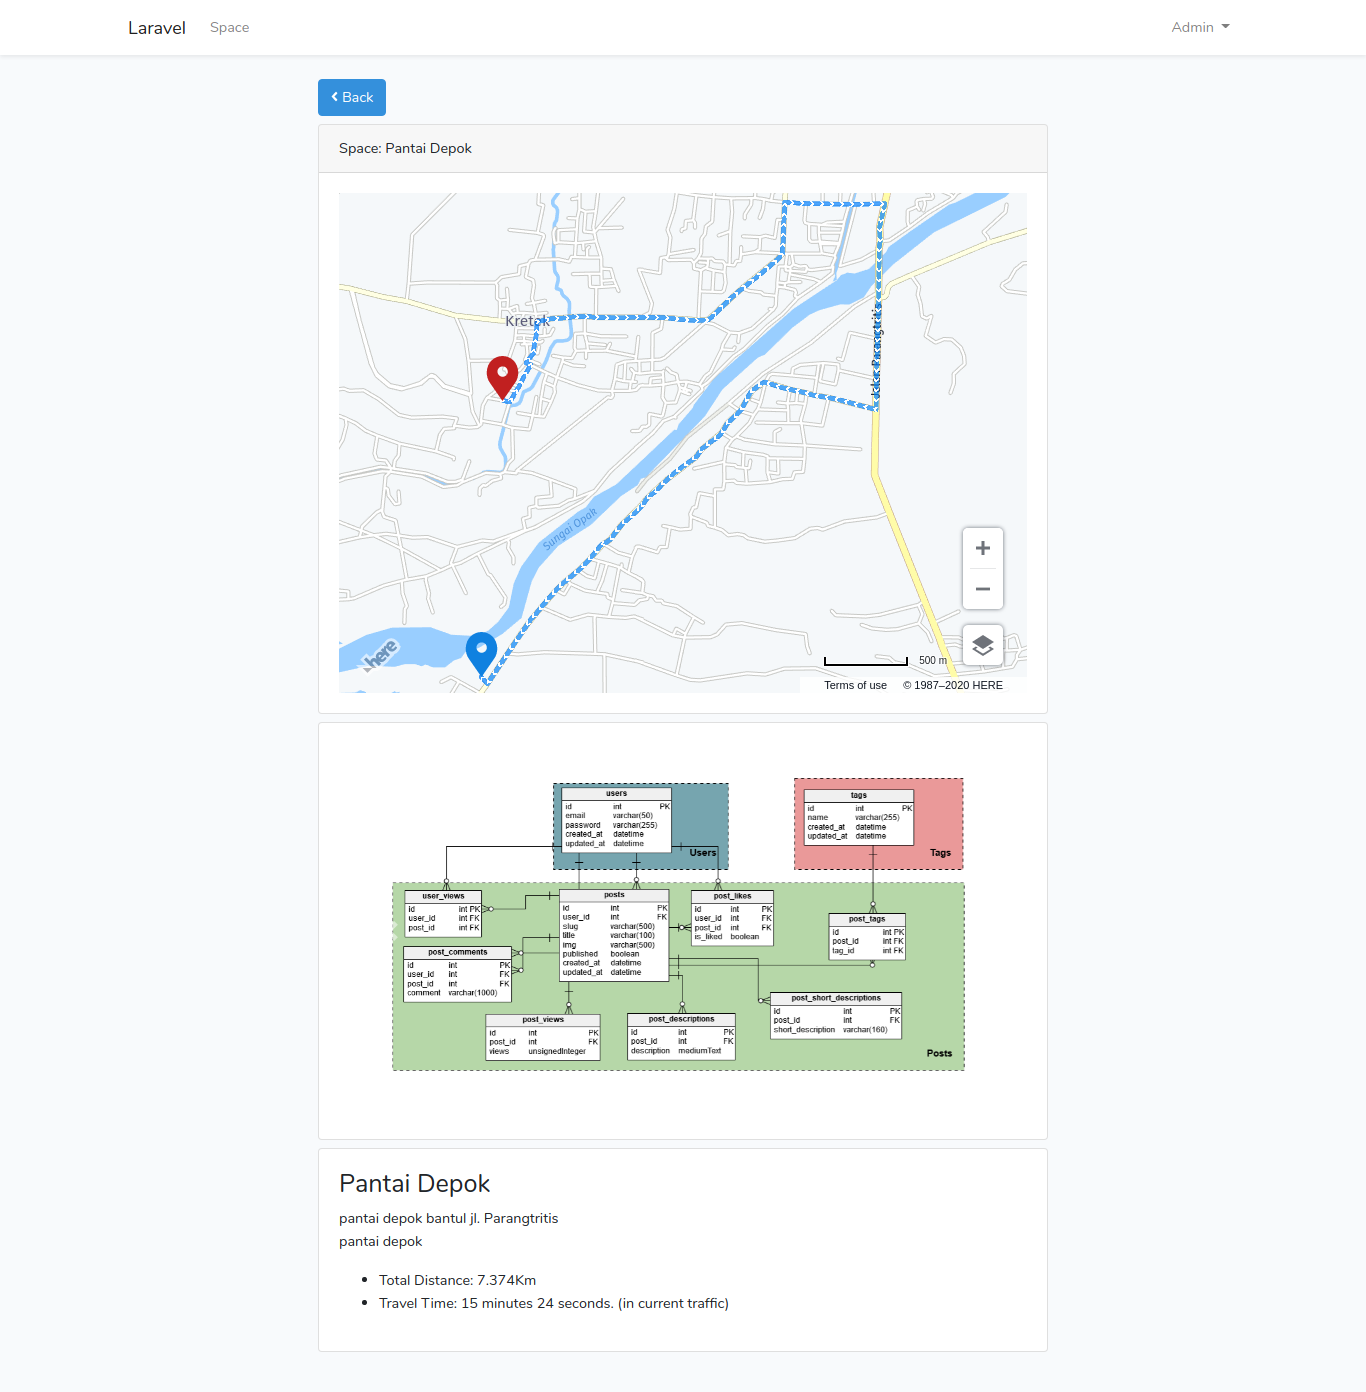 Laravel Space Admin
Back
Space: Pantai Depok
Kretek
Sungai Opak
here
500 m
Terms of use © 1987–2020 HERE
users
id int PK
email varchar(50)
password varchar(255)
created_at datetime
updated_at datetime
Users
tags
id int PK
name varchar(255)
created_at datetime
updated_at datetime
Tags
user_views
id int PK
user_id int FK
post_id int FK
posts
id int PK
user_id int FK
slug varchar(500)
title varchar(100)
img varchar(500)
published boolean
created_at datetime
updated_at datetime
post_likes
id int PK
user_id int FK
post_id int FK
is_liked boolean
post_tags
id int PK
post_id int FK
tag_id int FK
post_comments
id int PK
user_id int FK
post_id int FK
comment varchar(1000)
post_short_descriptions
id int PK
post_id int FK
short_description varchar(160)
post_views
id int PK
post_id int FK
views unsignedInteger
post_descriptions
id int PK
post_id int FK
description mediumText
Posts
Pantai Depok
pantai depok bantul jl. Parangtritis
pantai depok
Total Distance: 7.374Km
Travel Time: 15 minutes 24 seconds. (in current traffic)